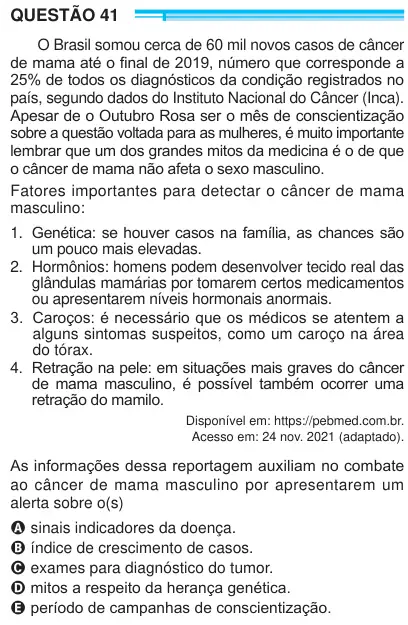 QUESTÃO 41
O Brasil somou cerca de 60 mil novos casos de câncer
de mama até o final de 2019, número que corresponde a
25% de todos os diagnósticos da condição registrados no
país, segundo dados do Instituto Nacional do Câncer (Inca).
Apesar de o Outubro Rosa ser o mês de conscientização
sobre a questão voltada para as mulheres, é muito importante
lembrar que um dos grandes mitos da medicina é o de que
o câncer de mama não afeta o sexo masculino.
Fatores importantes para detectar o câncer de mama
masculino:
1. Genética: se houver casos na família, as chances são
um pouco mais elevadas.
2. Hormônios: homens podem desenvolver tecido real das
glândulas mamárias por tomarem certos medicamentos
ou apresentarem níveis hormonais anormais.
3. Caroços: é necessário que os médicos se atentem a
alguns sintomas suspeitos, como um caroço na área
do tórax.
4. Retração na pele: em situações mais graves do câncer
de mama masculino, é possível também ocorrer uma
retração do mamilo.
Disponível em: https://pebmed.com.br.
Acesso em: 24 nov. 2021 (adaptado).
As informações dessa reportagem auxiliam no combate
ao câncer de mama masculino por apresentarem um
alerta sobre o(s)
A sinais indicadores da doença.
B índice de crescimento de casos.
C exames para diagnóstico do tumor.
D mitos a respeito da herança genética.
E período de campanhas de conscientização.